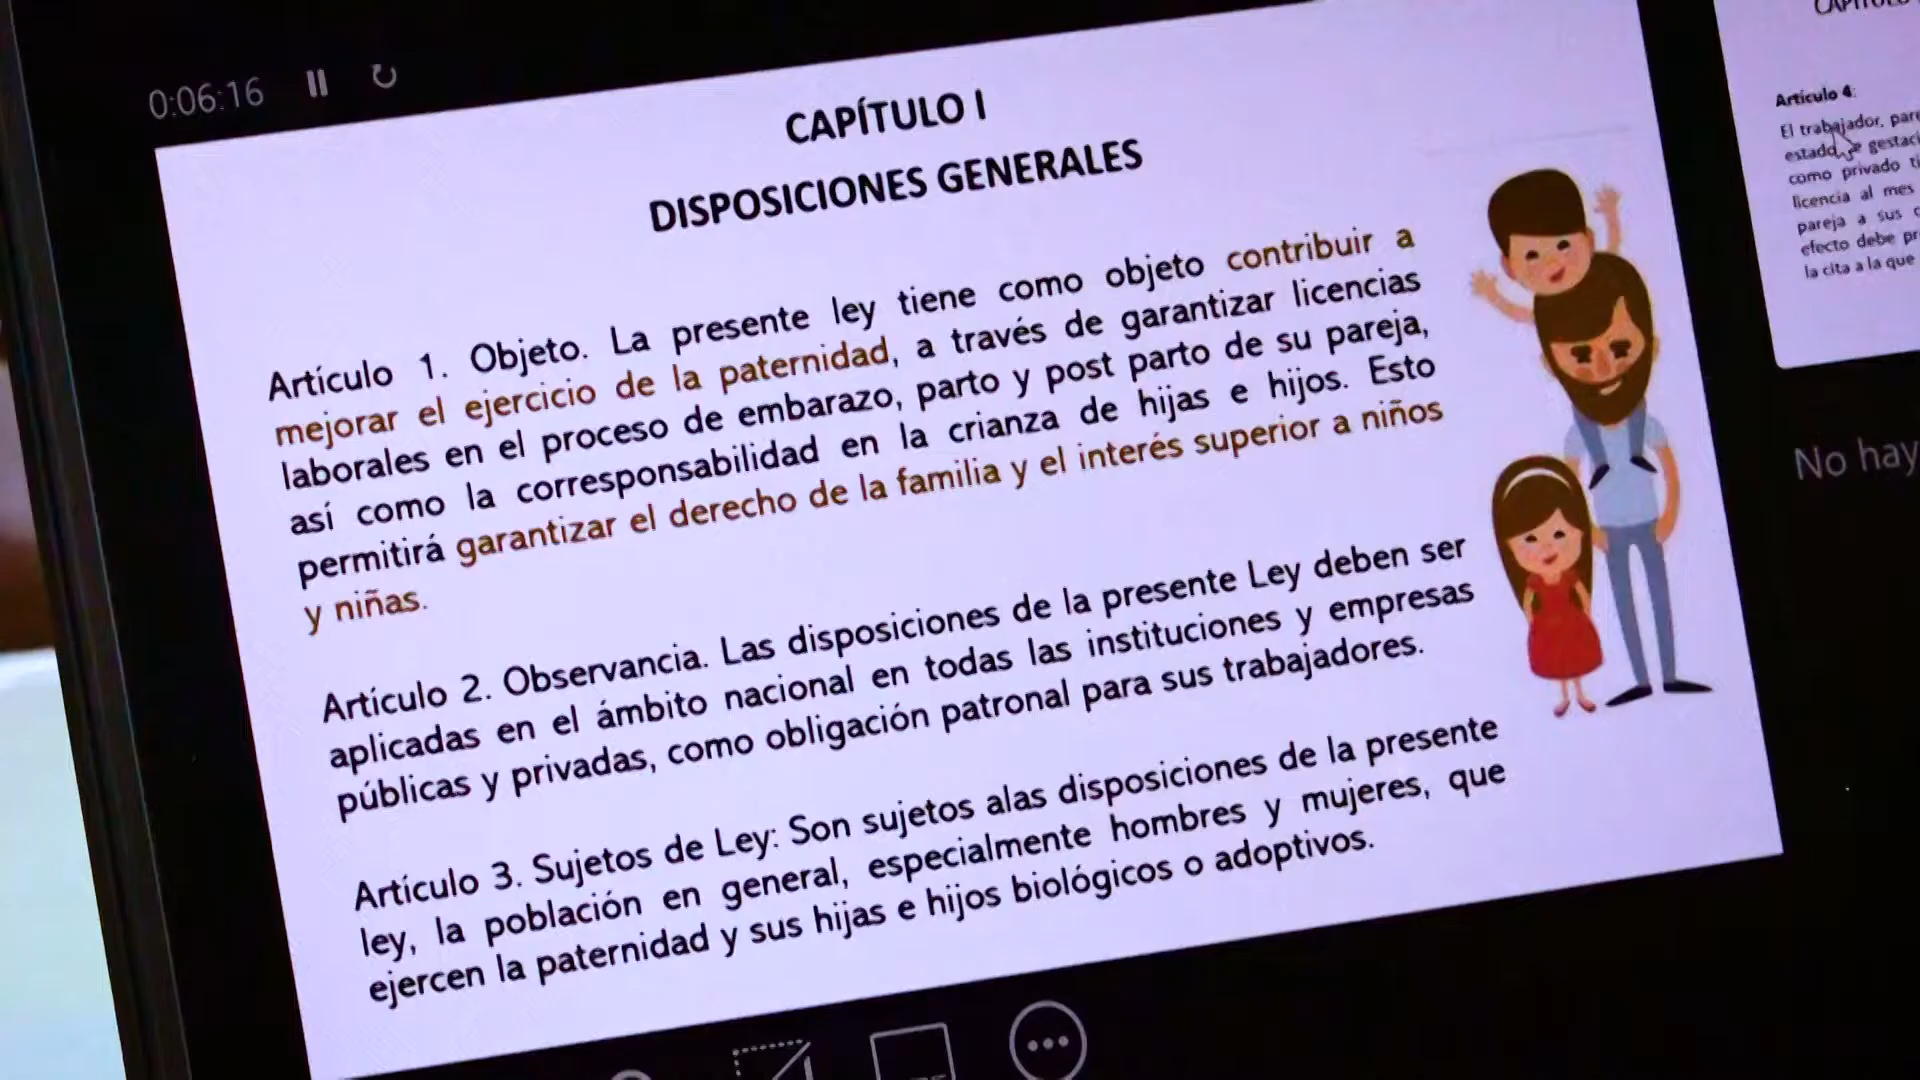 0:06:16
CAPÍTULO I
DISPOSICIONES GENERALES
Artículo 1. Objeto. La presente ley tiene como objeto contribuir a
mejorar el ejercicio de la paternidad, a través de garantizar licencias
laborales en el proceso de embarazo, parto y post parto de su pareja,
así como la corresponsabilidad en la crianza de hijas e hijos. Esto
permitirá garantizar el derecho de la familia y el interés superior a niños
y niñas.
Artículo 2. Observancia. Las disposiciones de la presente Ley deben ser
aplicadas en el ámbito nacional en todas las instituciones y empresas
públicas y privadas, como obligación patronal para sus trabajadores.
Artículo 3. Sujetos de Ley: Son sujetos alas disposiciones de la presente
ley, la población en general, especialmente hombres y mujeres, que
ejercen la paternidad y sus hijas e hijos biológicos o adoptivos.
CAPÍTULO
Artículo 4:
El trabajador,
estado de
como privado
licencia al mes
pareja a sus
efecto debe
la cita a la que
No hay